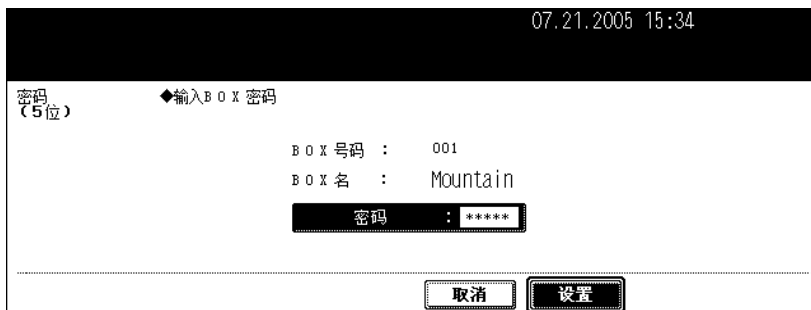 07.21.2005 15:34
密码
(5位)
◆输入BOX密码
BOX号码 : 001
BOX名 : Mountain
密码 : *****
取消 设置